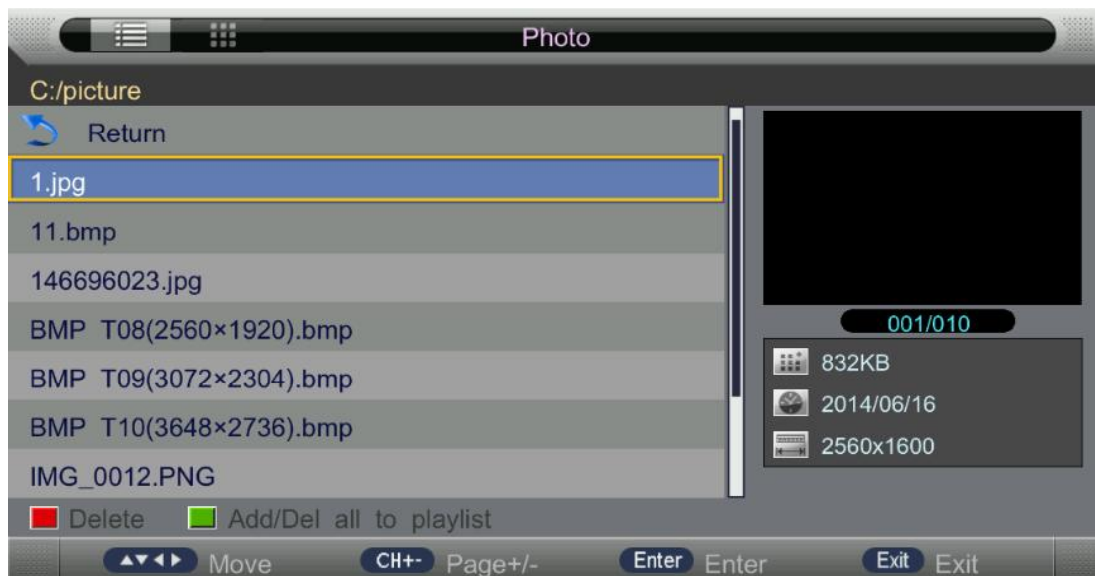 Photo
C:/picture
Return
1.jpg
11.bmp
146696023.jpg
BMP T08(2560×1920).bmp
BMP T09(3072×2304).bmp
BMP T10(3648×2736).bmp
IMG_0012.PNG
001/010
832KB
2014/06/16
2560x1600
Delete Add/Del all to playlist
Move CH+- Page+/- Enter Enter Exit Exit